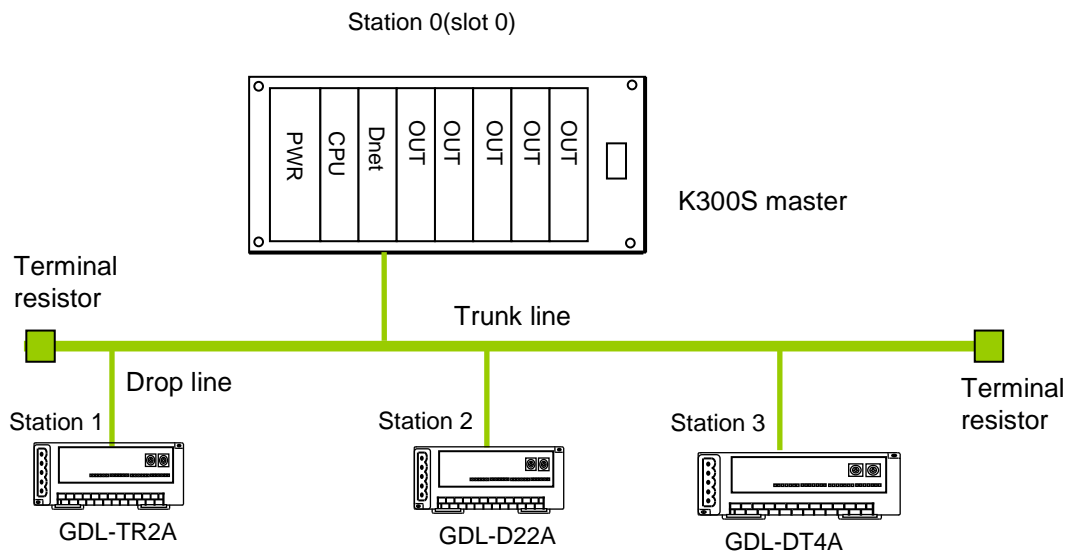 Station 0(slot 0)
PWR
CPU
Dnet
OUT
OUT
OUT
OUT
OUT
K300S master
Terminal
resistor
Trunk line
Drop line
Terminal
resistor
Station 1
Station 2
Station 3
GDL-TR2A
GDL-D22A
GDL-DT4A